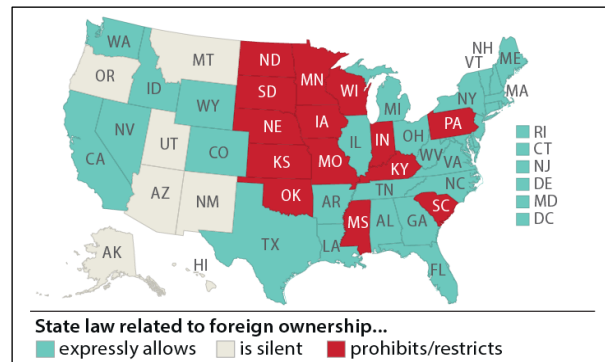 WA
MT
ND
MN
NH
VT
ME
OR
ID
SD
WI
MI
NY
MA
WY
NE
IA
PA
NV
UT
CO
IL
IN
OH
RI
CA
KS
MO
KY
WV
VA
CT
NJ
AZ
NM
OK
AR
TN
NC
DE
MS
AL
GA
SC
MD
TX
LA
DC
AK
HI
FL
State law related to foreign ownership...
expressly allows is silent prohibits/restricts